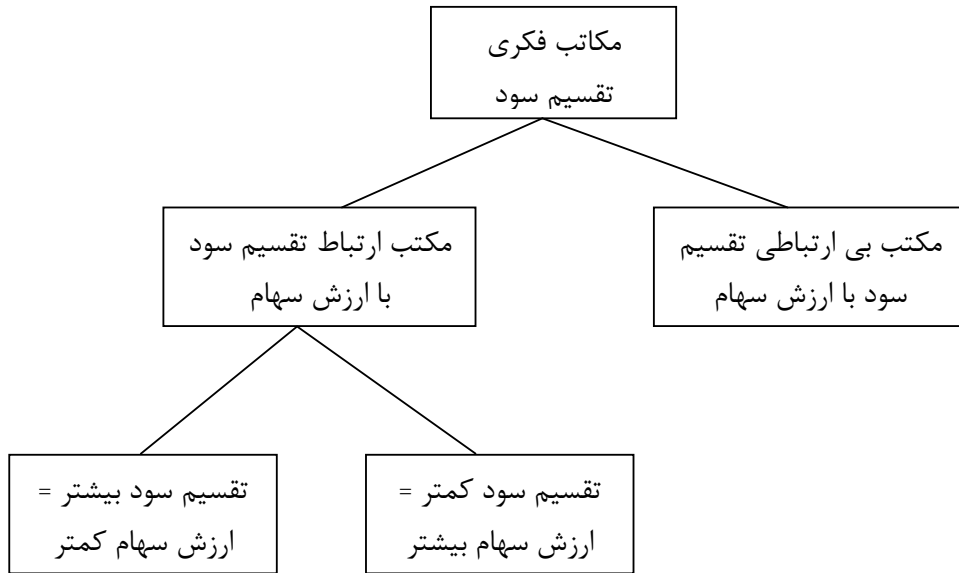 مکاتب فکری
تقسیم سود
مکتب بی ارتباطی تقسیم
سود با ارزش سهام
مکتب ارتباط تقسیم سود
با ارزش سهام
تقسیم سود کمتر =
ارزش سهام بیشتر
تقسیم سود بیشتر =
ارزش سهام کمتر